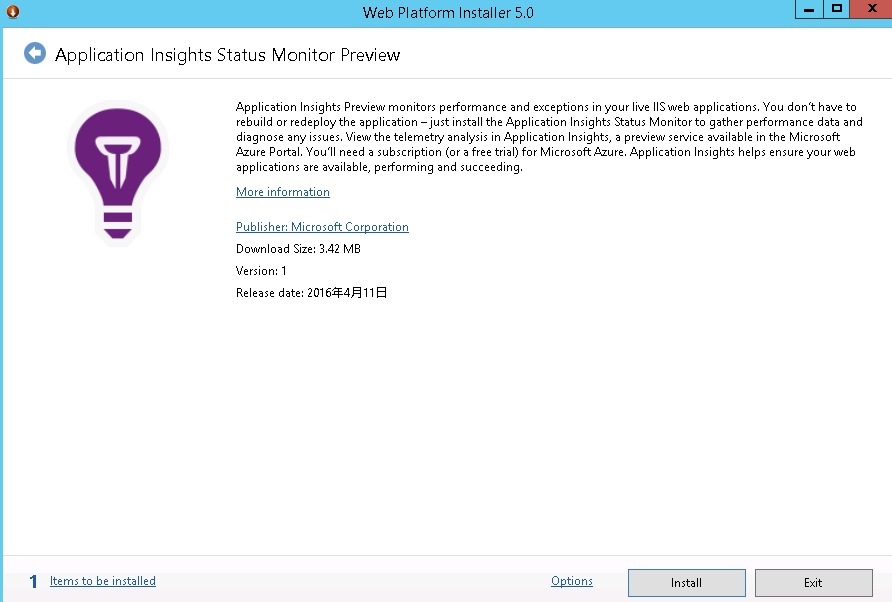 Web Platform Installer 5.0
Application Insights Status Monitor Preview
Application Insights Preview monitors performance and exceptions in your live IIS web applications. You don't have to
rebuild or redeploy the application – just install the Application Insights Status Monitor to gather performance data and
diagnose any issues. View the telemetry analysis in Application Insights, a preview service available in the Microsoft
Azure Portal. You'll need a subscription (or a free trial) for Microsoft Azure. Application Insights helps ensure your web
applications are available, performing and succeeding.
More information
Publisher: Microsoft Corporation
Download Size: 3.42 MB
Version: 1
Release date: 2016年4月11日
1 Items to be installed
Options
Install
Exit